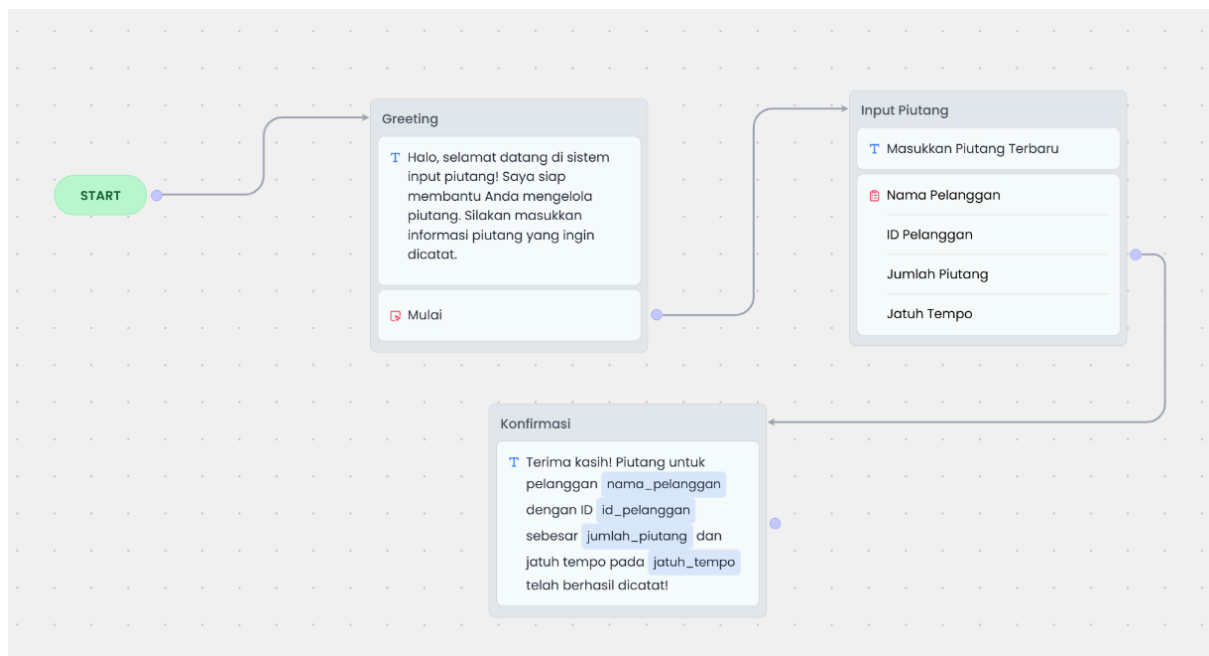 START
Greeting
Halo, selamat datang di sistem
input piutang! Saya siap
membantu Anda mengelola
piutang. Silakan masukkan
informasi piutang yang ingin
dicatat.
Mulai
Input Piutang
Masukkan Piutang Terbaru
Nama Pelanggan
ID Pelanggan
Jumlah Piutang
Jatuh Tempo
Konfirmasi
Terima kasih! Piutang untuk
pelanggan nama_pelanggan
dengan ID id_pelanggan
sebesar jumlah_piutang dan
jatuh tempo pada jatuh_tempo
telah berhasil dicatat!